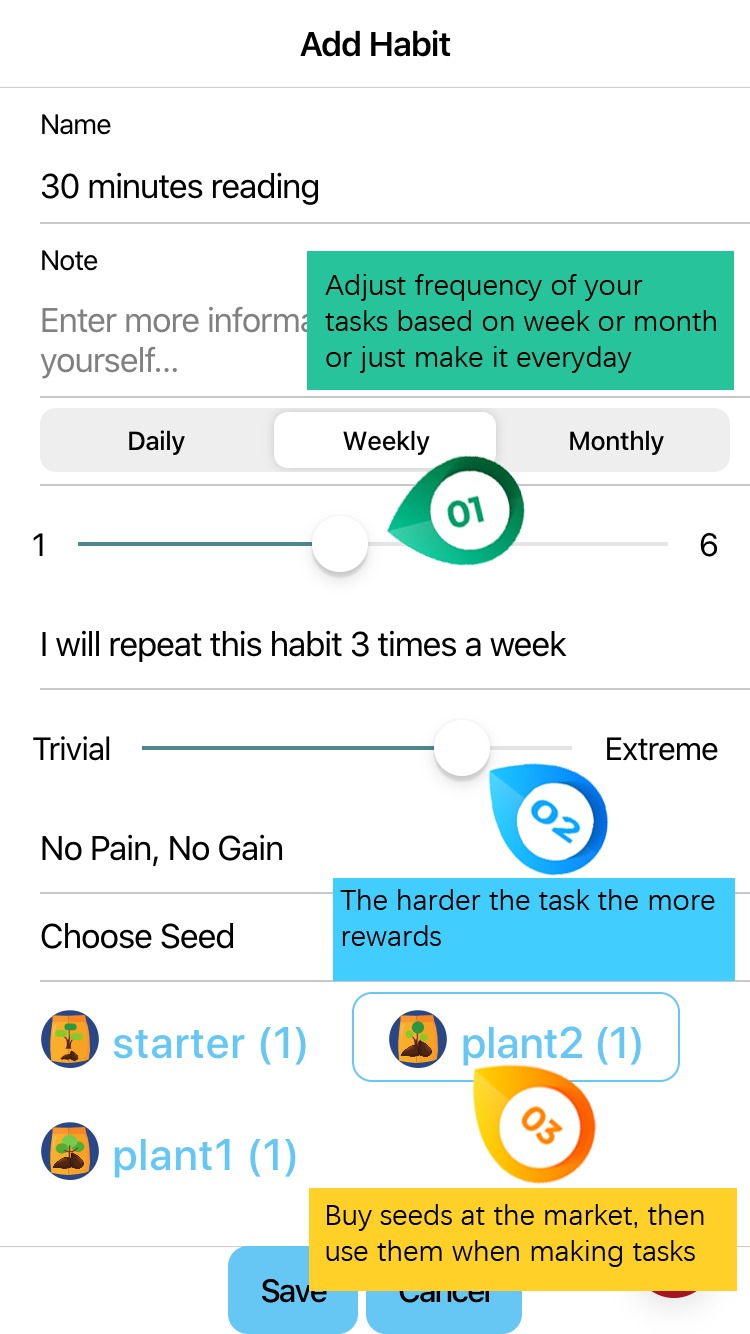 Add Habit
Name
30 minutes reading
Note
Enter more informa
yourself...
Adjust frequency of your
tasks based on week or month
or just make it everyday
Daily Weekly Monthly
01
1 6
I will repeat this habit 3 times a week
Trivial Extreme
02
No Pain, No Gain
The harder the task the more
rewards
Choose Seed
starter (1) plant2 (1)
03
plant1 (1)
Buy seeds at the market, then
use them when making tasks
Save Cancel